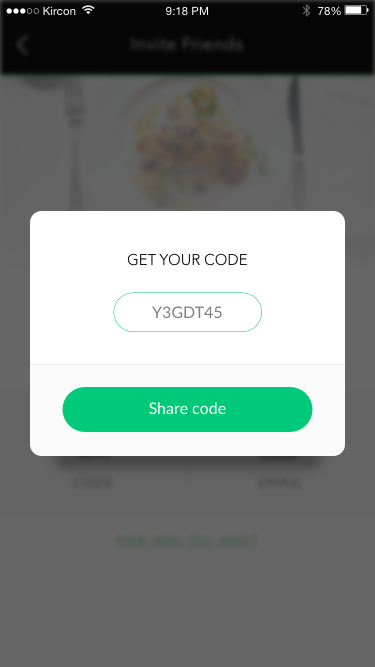 Kircon 9:18 PM 78%
Invite Friends
GET YOUR CODE
Y3GDT45
Share code
CODE EMAIL
How does this work?